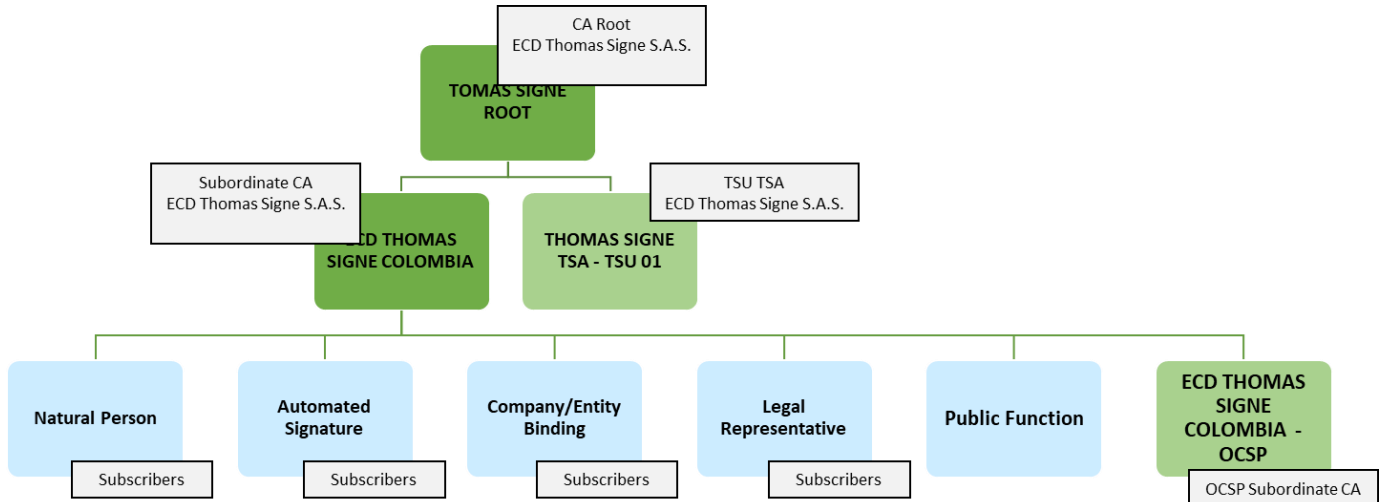 CA Root
ECD Thomas Signe S.A.S.
TOMAS SIGNE
ROOT
Subordinate CA
ECD Thomas Signe S.A.S.
TSU TSA
ECD Thomas Signe S.A.S.
ECD THOMAS
SIGNE COLOMBIA
THOMAS SIGNE
TSA - TSU 01
Natural Person
Subscribers
Automated
Signature
Subscribers
Company/Entity
Binding
Subscribers
Legal
Representative
Subscribers
Public Function
ECD THOMAS
SIGNE
COLOMBIA -
OCSP
OCSP Subordinate CA